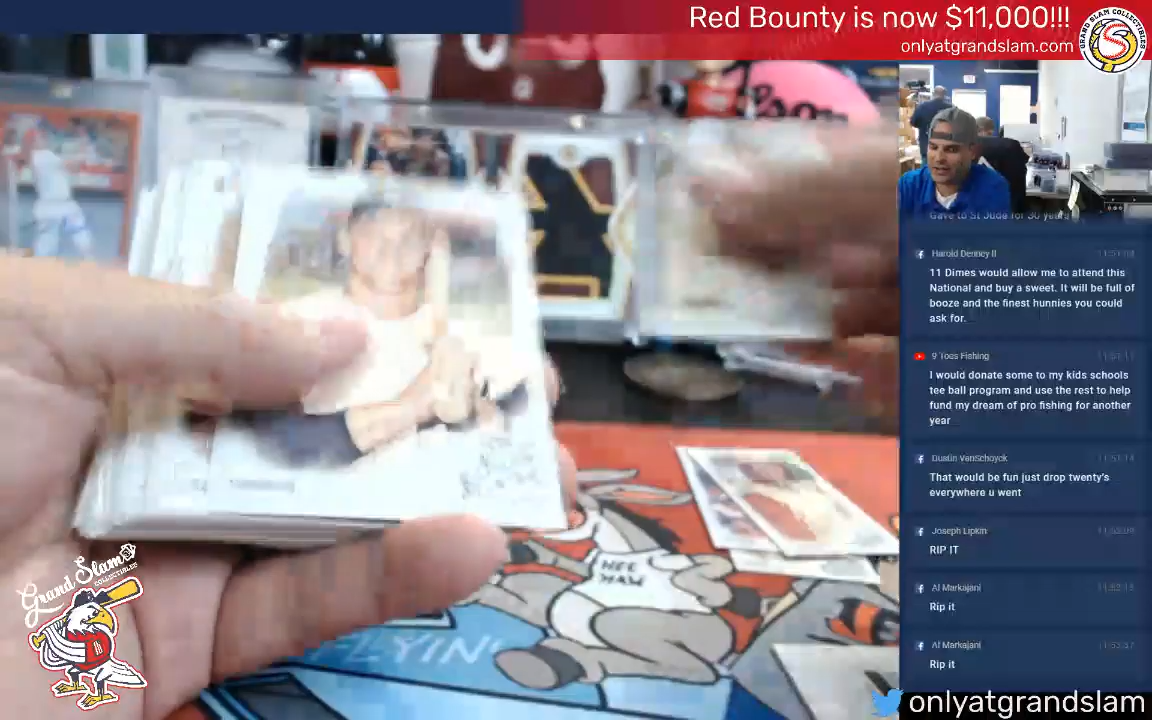 Red Bounty is now $11,000!!!
onlyatgrandslam.com
GRAND SLAM COLLECTIBLES
Gave to St Jude for 30 years
Harold Denney II
11 Dimes would allow me to attend this
National and buy a sweet. It will be full of
booze and the finest hunnies you could
ask for.
9 Toes Fishing
I would donate some to my kids schools
tee ball program and use the rest to help
fund my dream of pro fishing for another
year
Dustin VanSchoyck
That would be fun just drop twenty's
everywhere u went
Joseph Lipkin
RIP IT
Al Markajani
Rip it
Al Markajani
Rip it
onlyatgrandslam
HEE
HAW
FLYING
Grand Slam
COLLECTIBLES